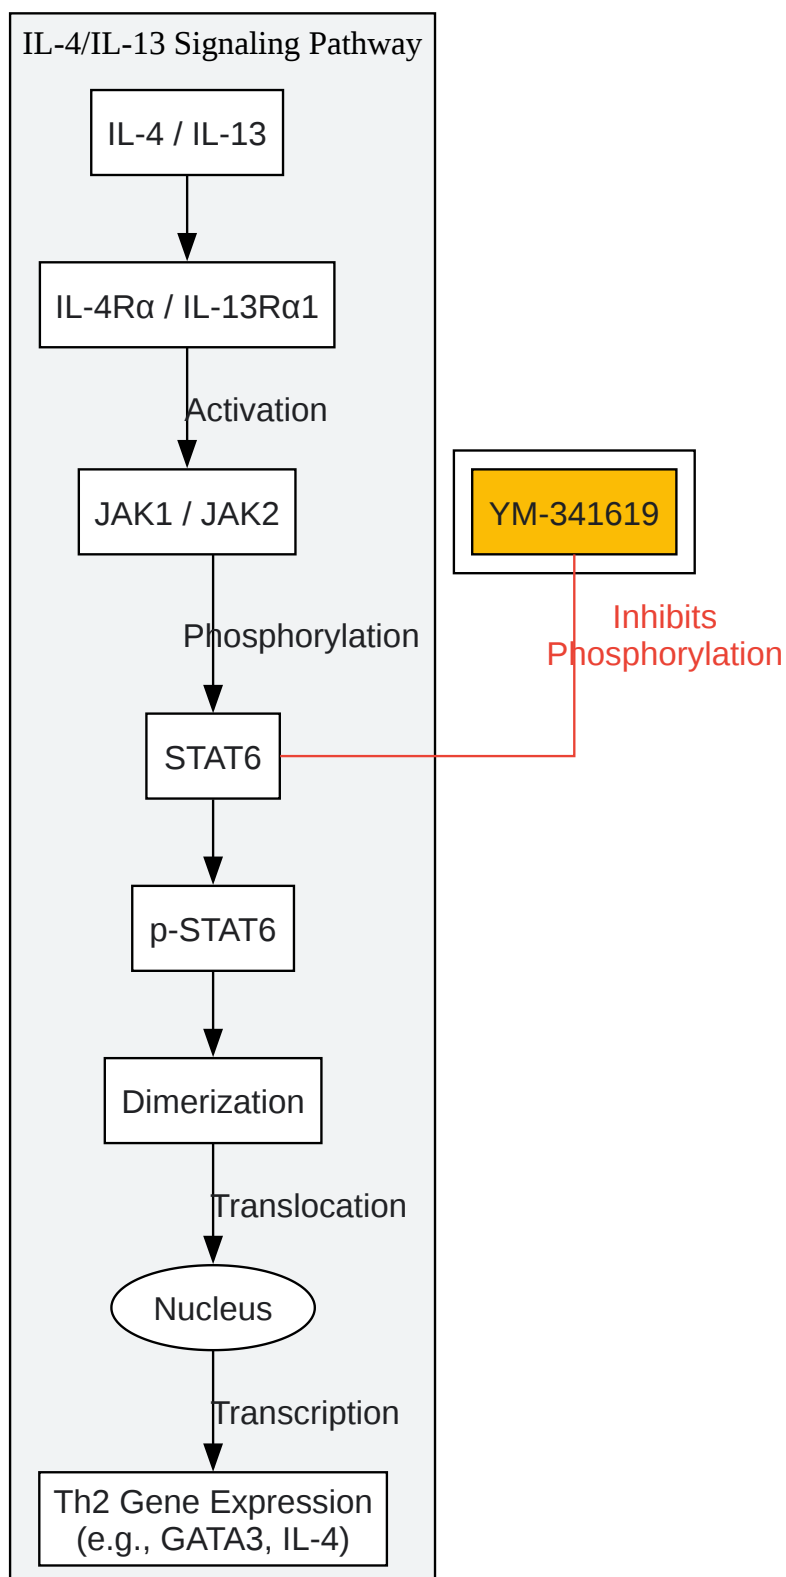 IL-4/IL-13 Signaling Pathway
IL-4 / IL-13
IL-4Rα / IL-13Rα1
Activation
JAK1 / JAK2
YM-341619
Inhibits
Phosphorylation
Phosphorylation
STAT6
p-STAT6
Dimerization
Translocation
Nucleus
Transcription
Th2 Gene Expression
(e.g., GATA3, IL-4)